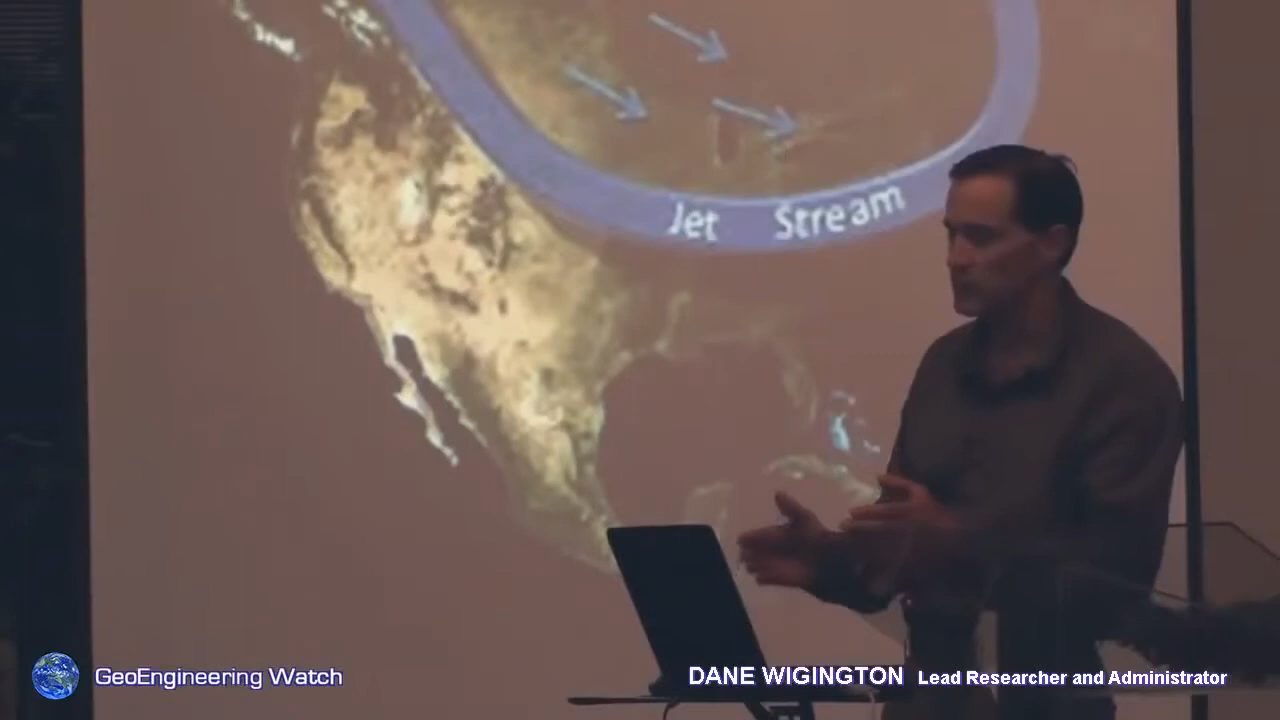 Jet Stream
GeoEngineering Watch
DANE WIGINGTON Lead Researcher and Administrator